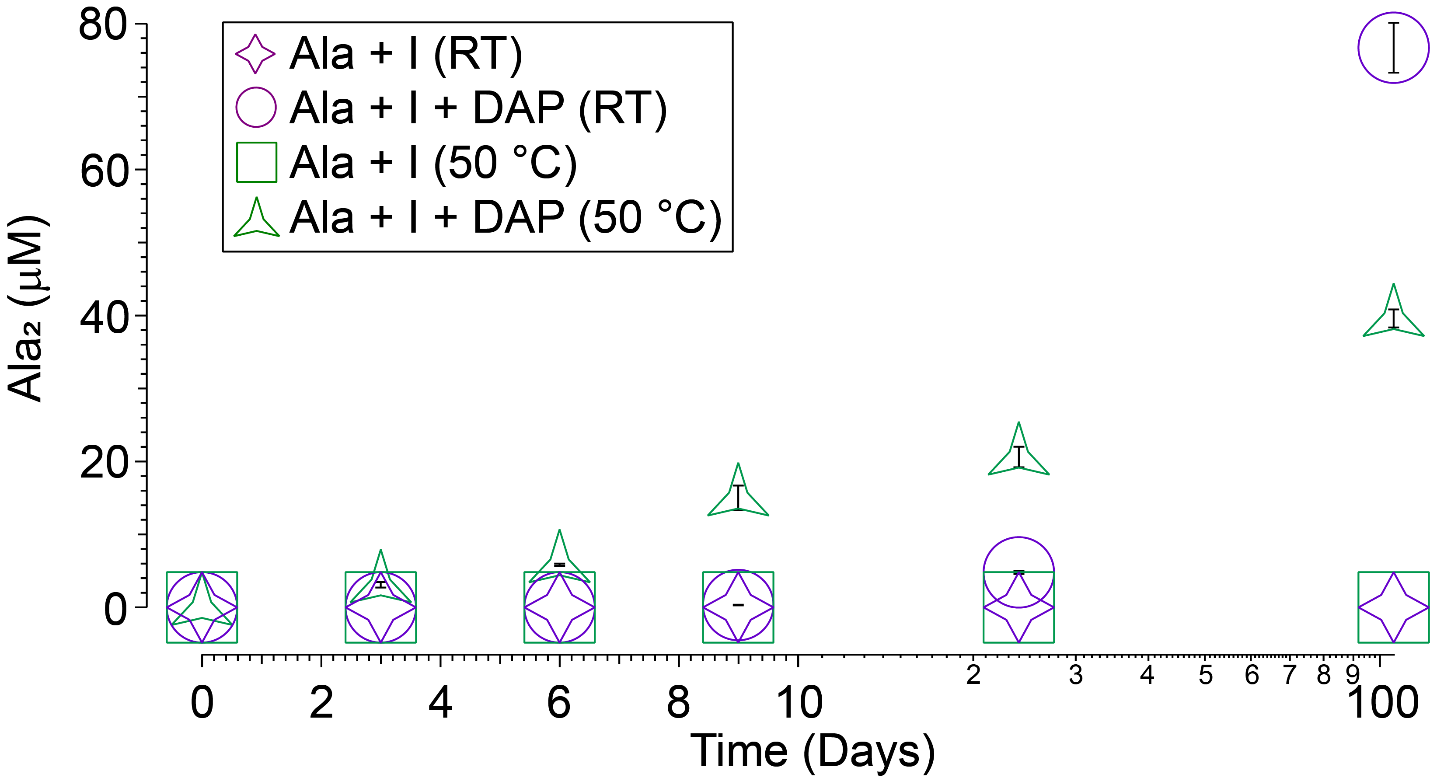 80
60
40
20
0
Ala₂ (μM)
Ala + I (RT)
Ala + I + DAP (RT)
Ala + I (50 °C)
Ala + I + DAP (50 °C)
0 2 4 6 8 10 2 3 4 5 6 7 8 9 100
Time (Days)